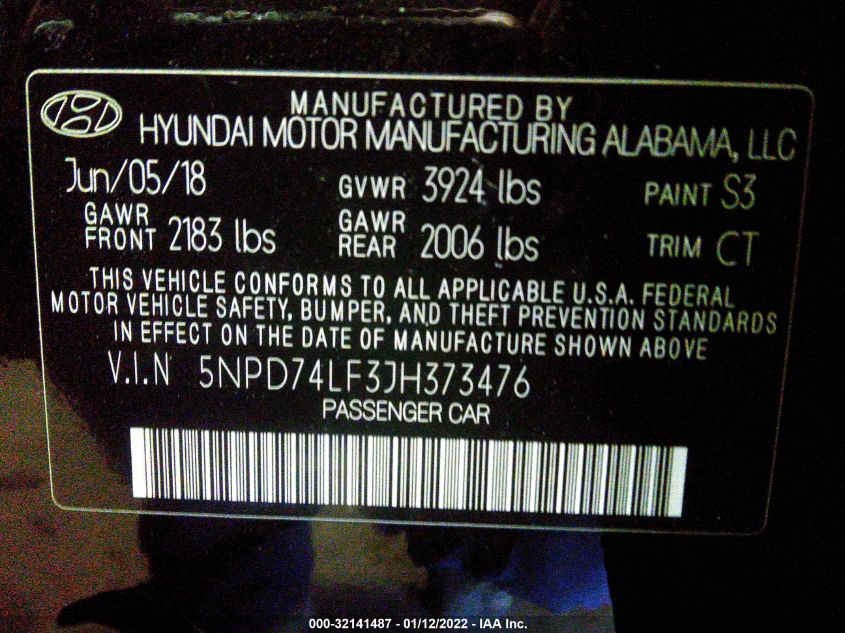 MANUFACTURED BY
HYUNDAI MOTOR MANUFACTURING ALABAMA, LLC
Jun/05/18 GVWR 3924 lbs PAINT S3
GAWR FRONT 2183 lbs GAWR REAR 2006 lbs TRIM CT
THIS VEHICLE CONFORMS TO ALL APPLICABLE U.S.A. FEDERAL
MOTOR VEHICLE SAFETY, BUMPER, AND THEFT PREVENTION STANDARDS
IN EFFECT ON THE DATE OF MANUFACTURE SHOWN ABOVE
V.I.N 5NPD74LF3JH373476
PASSENGER CAR
000-32141487 - 01/12/2022 - IAA Inc.